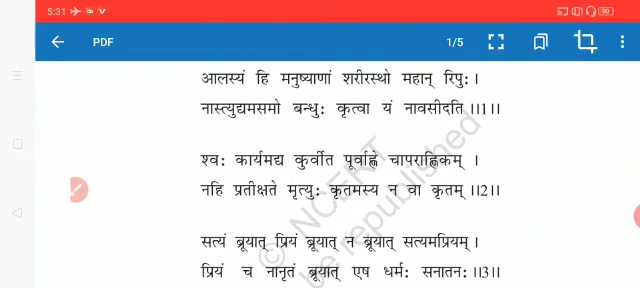 5:31
80
PDF
1/5
आलस्यं हि मनुष्याणां शरीरस्थो महान् रिपुः ।
नास्त्युद्यमसमो बन्धुः कृत्वा यं नावसीदति ।।1।।
श्वः कार्यमद्य कुर्वीत पूर्वाह्णे चापराह्णिकम् ।
नहि प्रतीक्षते मृत्युः कृतमस्य न वा कृतम् ।।2।।
सत्यं ब्रूयात् प्रियं ब्रूयात् न ब्रूयात् सत्यमप्रियम् ।
प्रियं च नानृतं ब्रूयात् एष धर्मः सनातनः ।।3।।
© NCERT
be republished